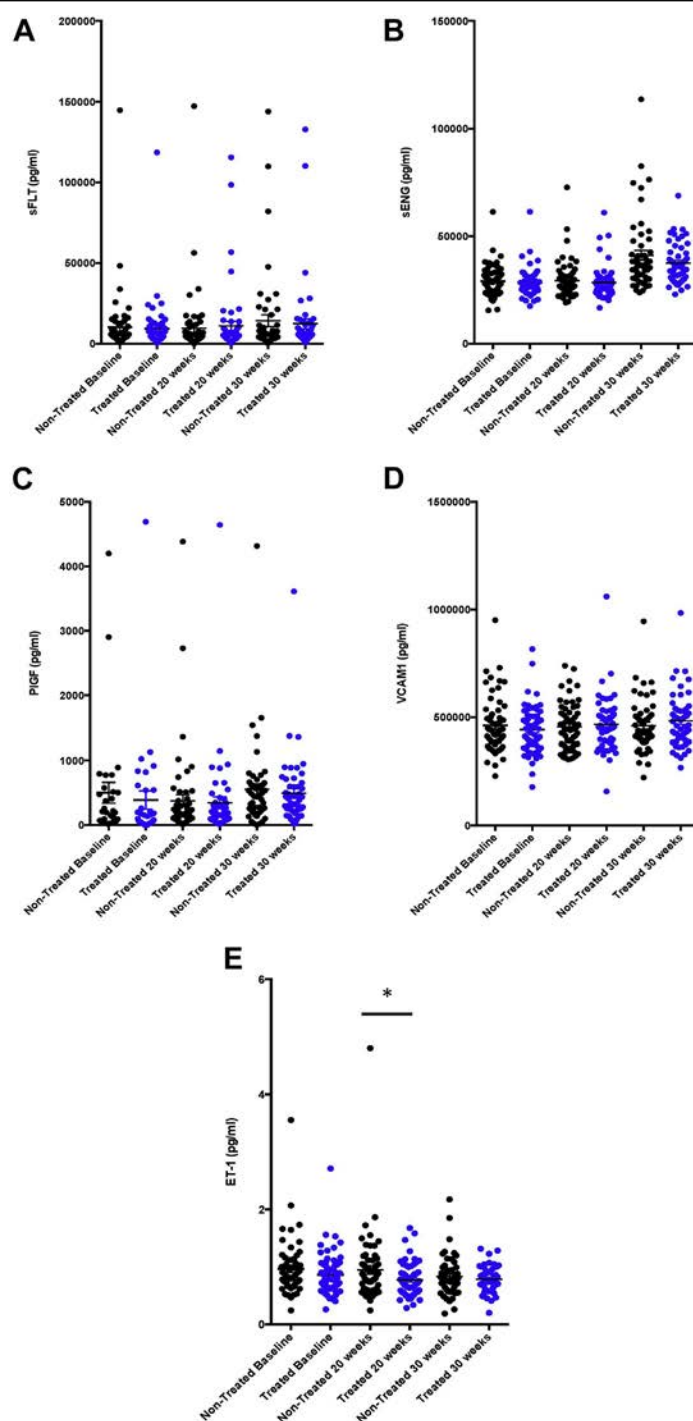 A
sFLT (pg/ml)
200000
150000
100000
50000
0
Non-Treated Baseline
Treated Baseline
Non-Treated 20 weeks
Treated 20 weeks
Non-Treated 30 weeks
Treated 30 weeks
B
sENG (pg/ml)
150000
100000
50000
0
Non-Treated Baseline
Treated Baseline
Non-Treated 20 weeks
Treated 20 weeks
Non-Treated 30 weeks
Treated 30 weeks
C
PlGF (pg/ml)
5000
4000
3000
2000
1000
0
Non-Treated Baseline
Treated Baseline
Non-Treated 20 weeks
Treated 20 weeks
Non-Treated 30 weeks
Treated 30 weeks
D
VCAM1 (pg/ml)
1500000
1000000
500000
0
Non-Treated Baseline
Treated Baseline
Non-Treated 20 weeks
Treated 20 weeks
Non-Treated 30 weeks
Treated 30 weeks
E
ET-1 (pg/ml)
6
4
2
0
*
Non-Treated Baseline
Treated Baseline
Non-Treated 20 weeks
Treated 20 weeks
Non-Treated 30 weeks
Treated 30 weeks